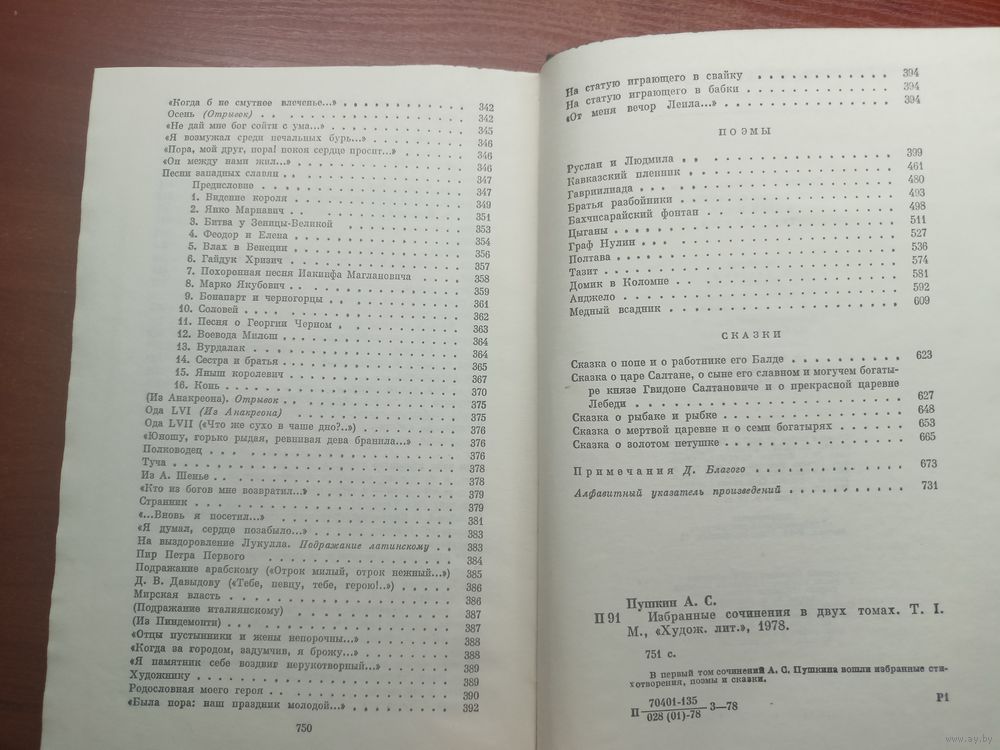 «Когда б не смутное влеченье...» 342
Осень (Отрывок) 342
«Не дай мне бог сойти с ума...» 345
«Я возмужал среди печальных бурь...» 346
«Пора, мой друг, пора! покоя сердце просит...» 346
«Он между нами жил...» 346
Песни западных славян 347
Предисловие 347
1. Видение короля 349
2. Янко Марнавич 351
3. Битва у Зеницы-Великой 353
4. Феодор и Елена 354
5. Влах в Венеции 356
6. Гайдук Хризич 357
7. Похоронная песня Иакинфа Маглановича 358
8. Марко Якубович 359
9. Бонапарт и черногорцы 361
10. Соловей 362
11. Песня о Георгии Черном 363
12. Воевода Милош 364
13. Вурдалак 364
14. Сестра и братья 365
15. Яныш королевич 367
16. Конь 370
(Из Анакреона). Отрывок 375
Ода LVI (Из Анакреона) 375
Ода LVII («Что же сухо в чаше дно?..») 376
«Юношу, горько рыдая, ревнивая дева бранила...» 376
Полководец 376
Туча 378
Из А. Шенье 378
«Кто из богов мне возвратил...» 379
Странник 379
«...Вновь я посетил...» 381
«Я думал, сердце позабыло...» 383
На выздоровление Лукулла. Подражание латинскому 383
Пир Петра Первого 384
Подражание арабскому («Отрок милый, отрок нежный...») 385
Д. В. Давыдову («Тебе, певцу, тебе, герою!..») 386
Мирская власть 386
(Подражание италиянскому) 387
(Из Пиндемонти) 387
«Отцы пустынники и жены непорочны...» 388
«Когда за городом, задумчив, я брожу...» 388
«Я памятник себе воздвиг нерукотворный...» 389
Художнику 389
Родословная моего героя 390
«Была пора: наш праздник молодой...» 392
750
На статую играющего в свайку 394
На статую играющего в бабки 394
«От меня вечор Леила...» 394
ПОЭМЫ
Руслан и Людмила 399
Кавказский пленник 461
Гавриилиада 480
Братья разбойники 493
Бахчисарайский фонтан 498
Цыганы 511
Граф Нулин 527
Полтава 536
Тазит 574
Домик в Коломне 581
Анджело 592
Медный всадник 609
СКАЗКИ
Сказка о попе и о работнике его Балде 623
Сказка о царе Салтане, о сыне его славном и могучем богаты-
ре князе Гвидоне Салтановиче и о прекрасной царевне
Лебеди 627
Сказка о рыбаке и рыбке 648
Сказка о мертвой царевне и о семи богатырях 653
Сказка о золотом петушке 665
Примечания Д. Благого 673
Алфавитный указатель произведений 731
Пушкин А. С.
П 91 Избранные сочинения в двух томах. Т. I.
М., «Худож. лит.», 1978.
751 с.
В первом том сочинений А. С. Пушкина вошли избранные сти-
хотворения, поэмы и сказки.
П 70401-135
028 (01)-78 3—78
Р1
www.ay.by